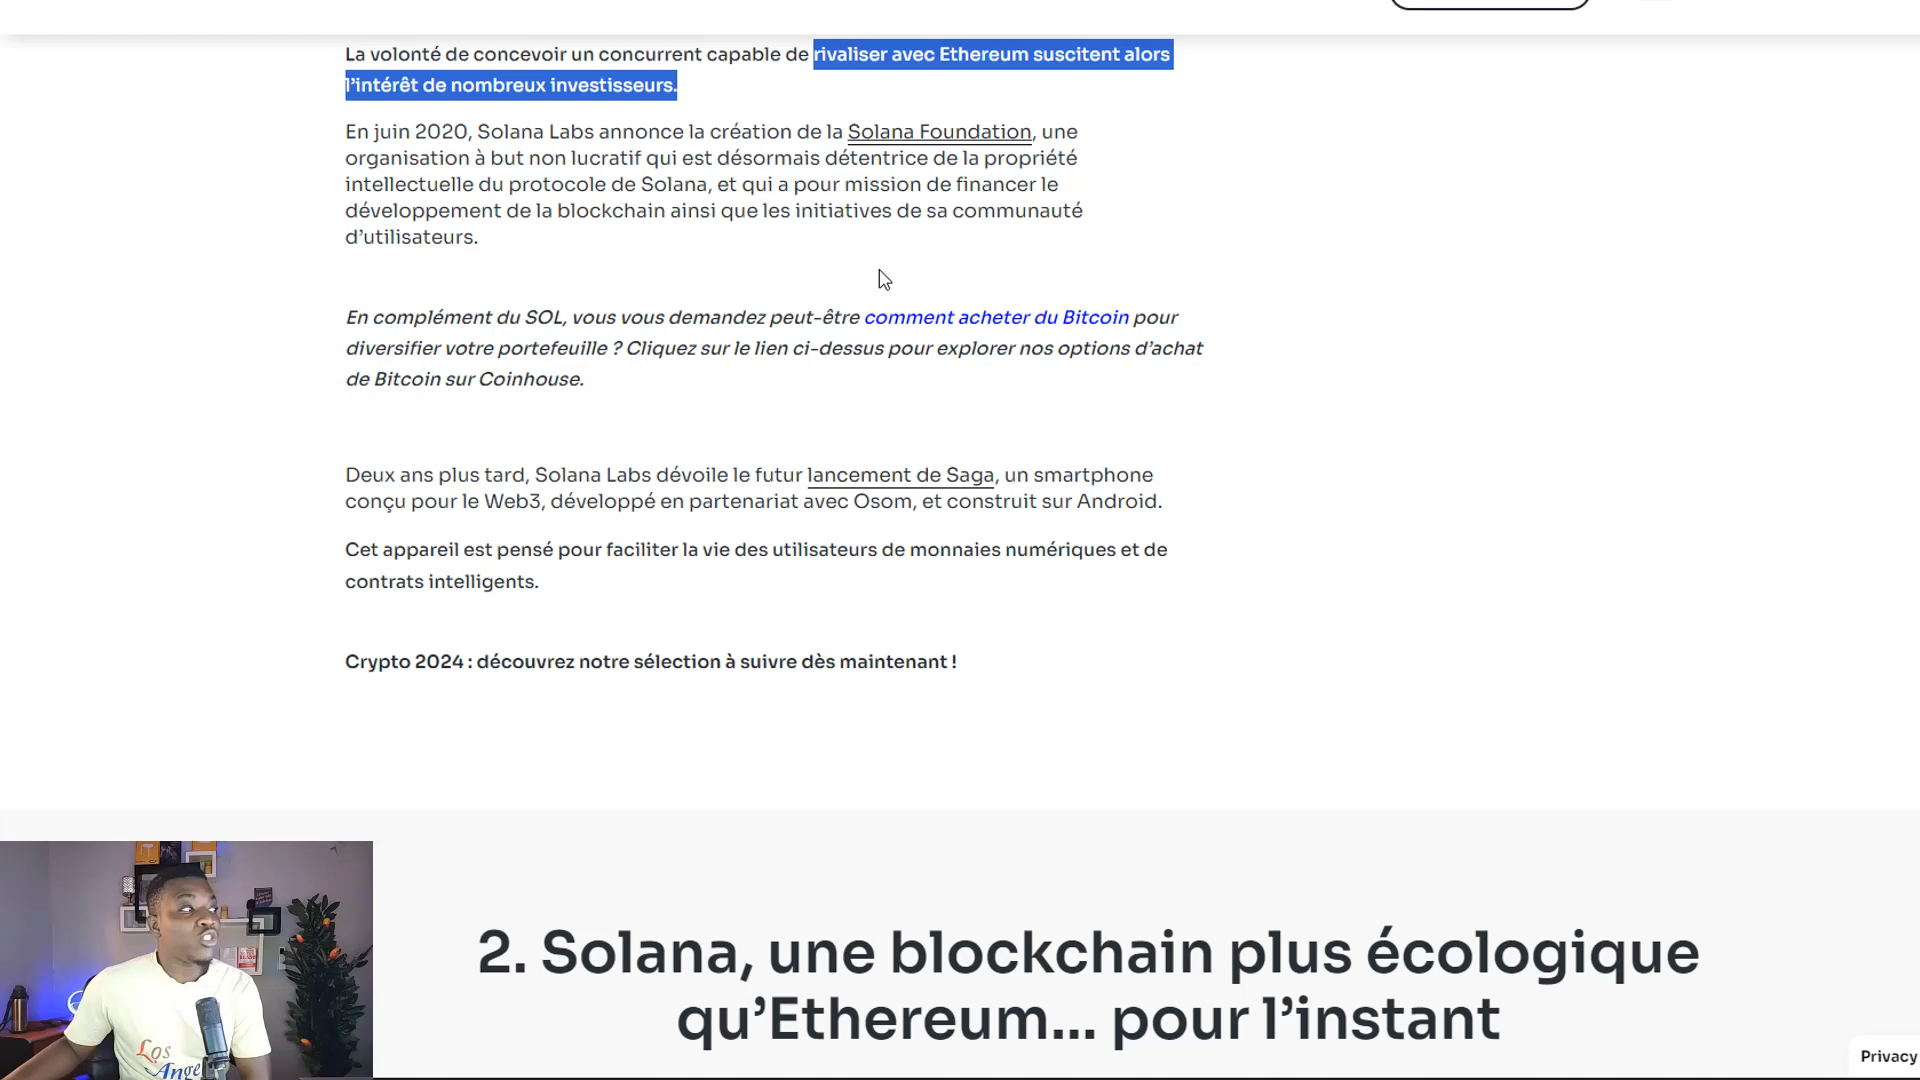 La volonté de concevoir un concurrent capable de rivaliser avec Ethereum suscitent alors
l’intérêt de nombreux investisseurs.
En juin 2020, Solana Labs annonce la création de la Solana Foundation, une
organisation à but non lucratif qui est désormais détentrice de la propriété
intellectuelle du protocole de Solana, et qui a pour mission de financer le
développement de la blockchain ainsi que les initiatives de sa communauté
d’utilisateurs.
En complément du SOL, vous vous demandez peut-être comment acheter du Bitcoin pour
diversifier votre portefeuille ? Cliquez sur le lien ci-dessus pour explorer nos options d’achat
de Bitcoin sur Coinhouse.
Deux ans plus tard, Solana Labs dévoile le futur lancement de Saga, un smartphone
conçu pour le Web3, développé en partenariat avec Osom, et construit sur Android.
Cet appareil est pensé pour faciliter la vie des utilisateurs de monnaies numériques et de
contrats intelligents.
Crypto 2024 : découvrez notre sélection à suivre dès maintenant !
2. Solana, une blockchain plus écologique
qu’Ethereum… pour l’instant
Privacy
Los
Ange